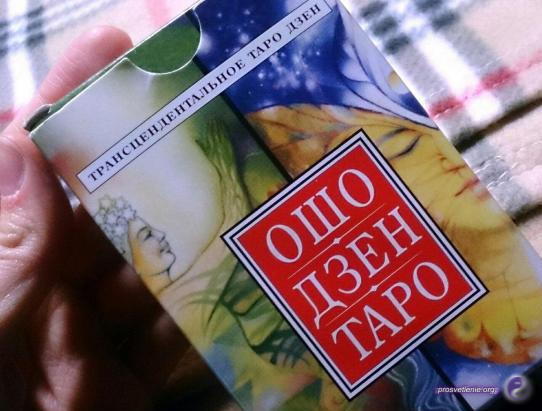 ТРАНСЦЕНДЕНТАЛЬНОЕ ТАРО ДЗЕН
ОШО
ДЗЕН
ТАРО
prosvetlenie.org